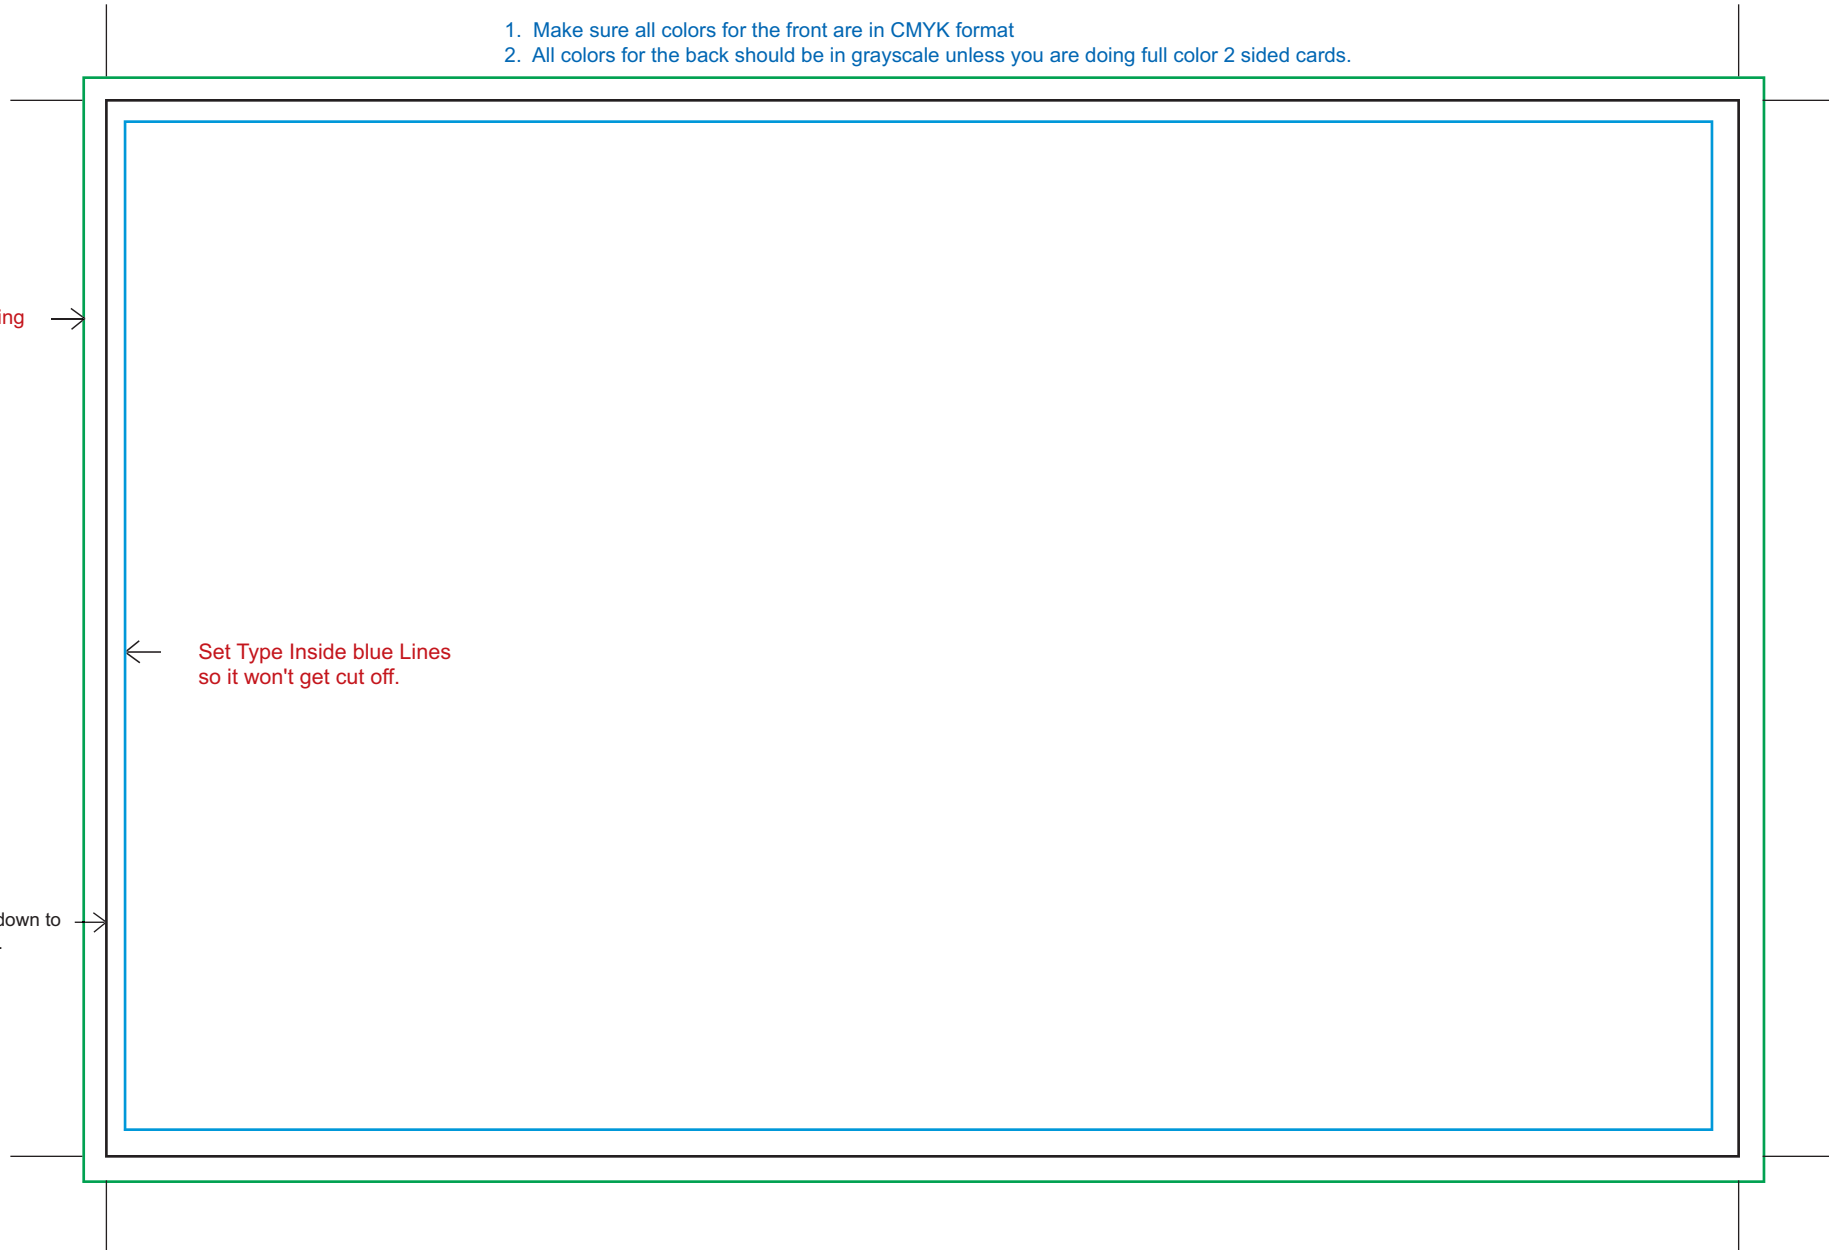 1. Make sure all colors for the front are in CMYK format
2. All colors for the back should be in grayscale unless you are doing full color 2 sided cards.
Set Type Inside blue Lines
so it won't get cut off.
to